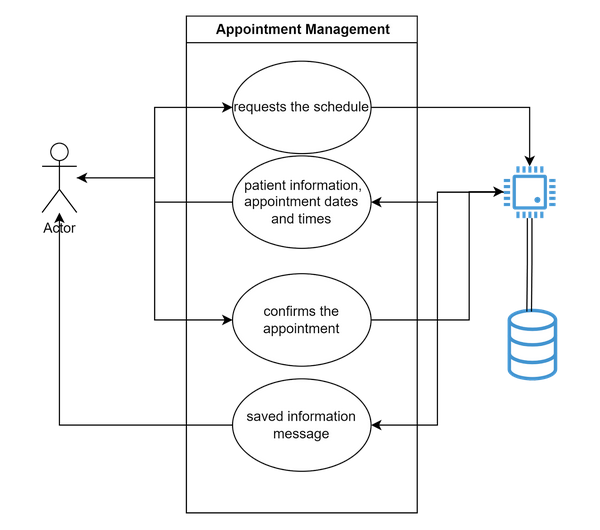 Appointment Management
requests the schedule
patient information,
appointment dates
and times
Actor
confirms the
appointment
saved information
message